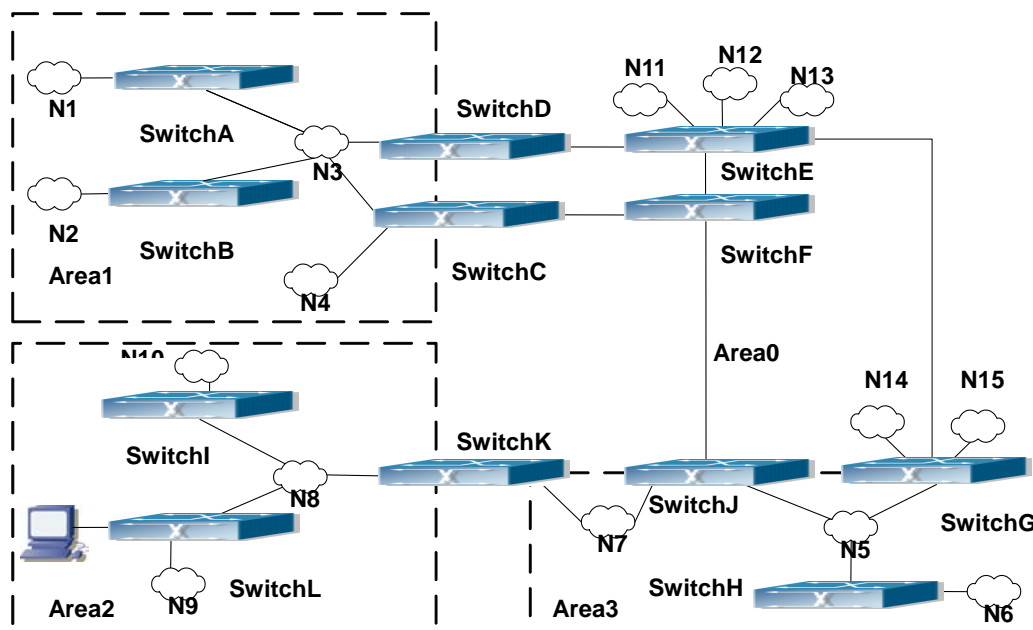 N11
N12
N13
N1
SwitchA
SwitchD
N3
SwitchE
N2
SwitchB
SwitchF
Area1
SwitchC
N4
Area0
N10
N14
N15
SwitchI
SwitchK
N8
SwitchJ
SwitchG
N7
N5
SwitchL
SwitchH
Area2
N9
Area3
N6